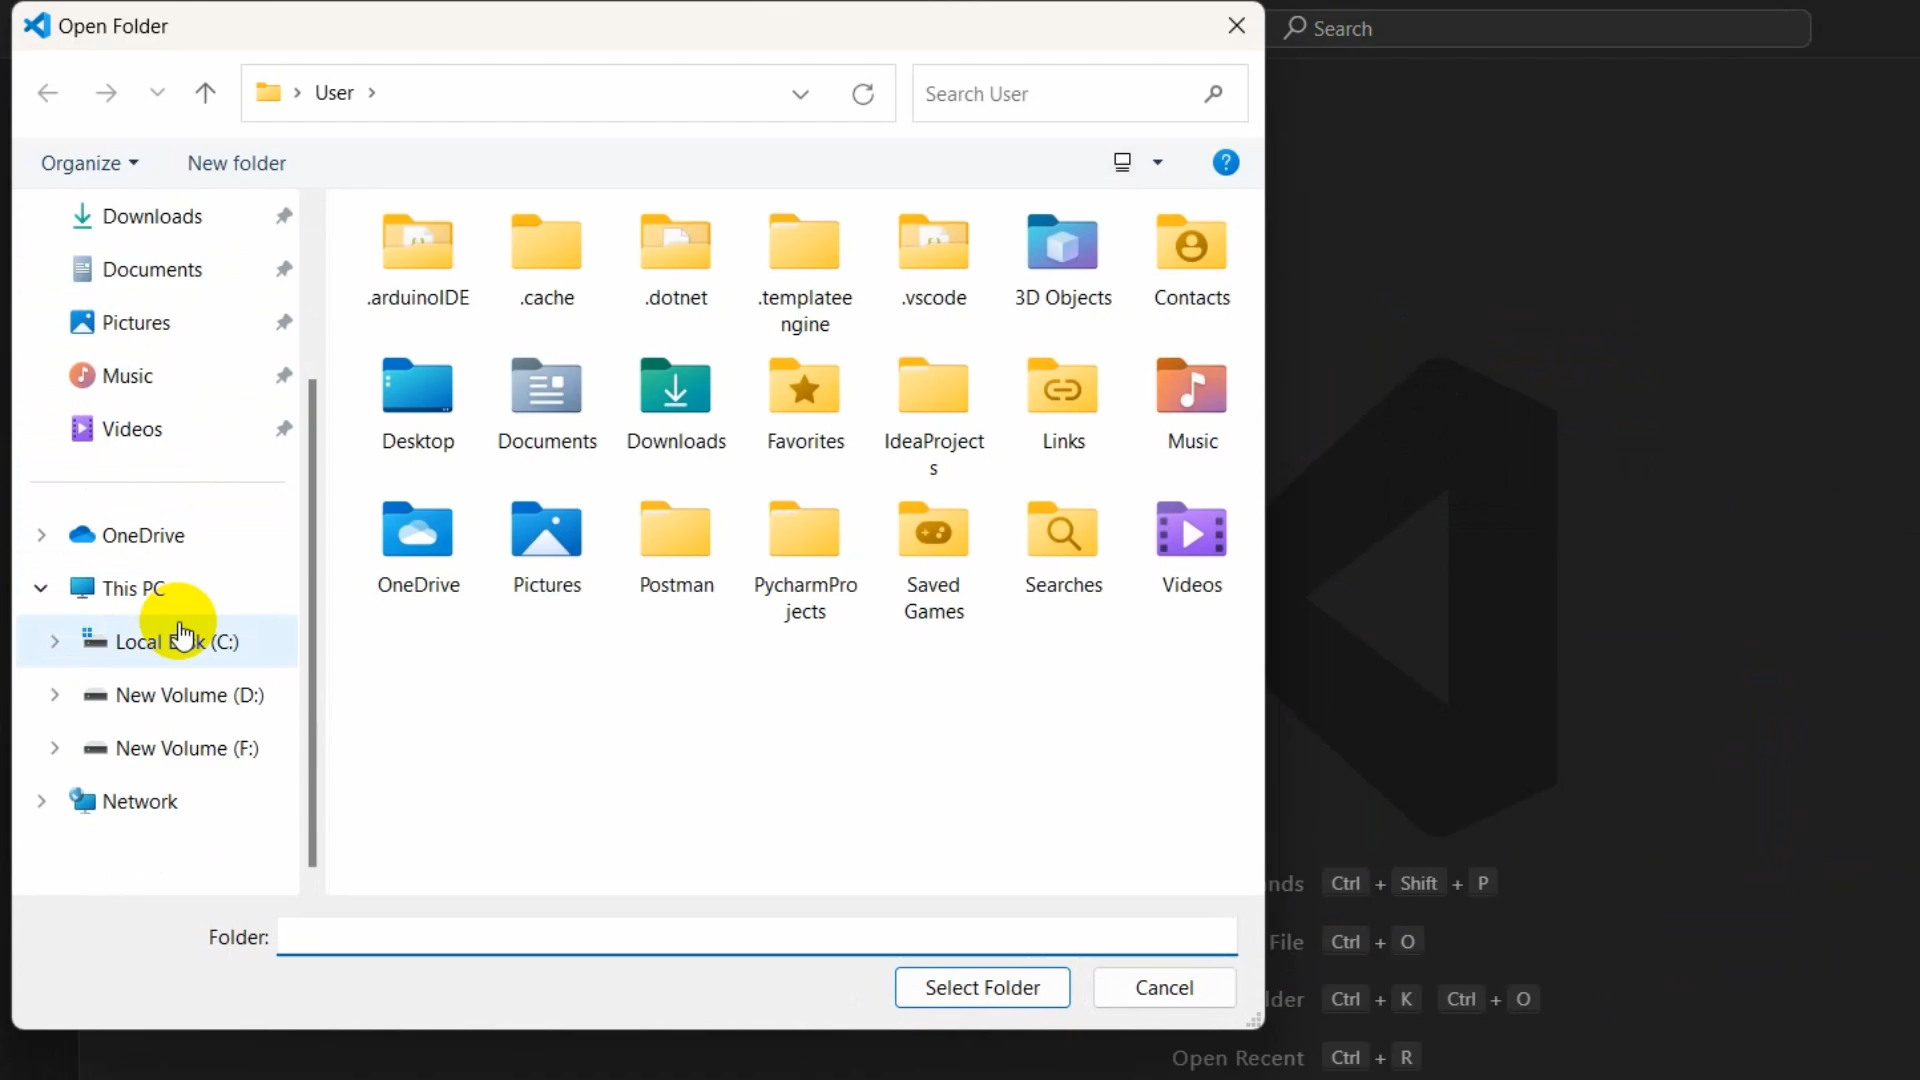 Open Folder
Search
User
Search User
Organize
New folder
Downloads
Documents
Pictures
Music
Videos
OneDrive
This PC
Local Disk (C:)
New Volume (D:)
New Volume (F:)
Network
.arduinoIDE
.cache
.dotnet
.templatee
ngine
.vscode
3D Objects
Contacts
Desktop
Documents
Downloads
Favorites
IdeaProject
s
Links
Music
OneDrive
Pictures
Postman
PycharmPro
jects
Saved
Games
Searches
Videos
Folder:
Select Folder
Cancel
nds Ctrl + Shift + P
File Ctrl + O
lder Ctrl + K Ctrl + O
Open Recent Ctrl + R